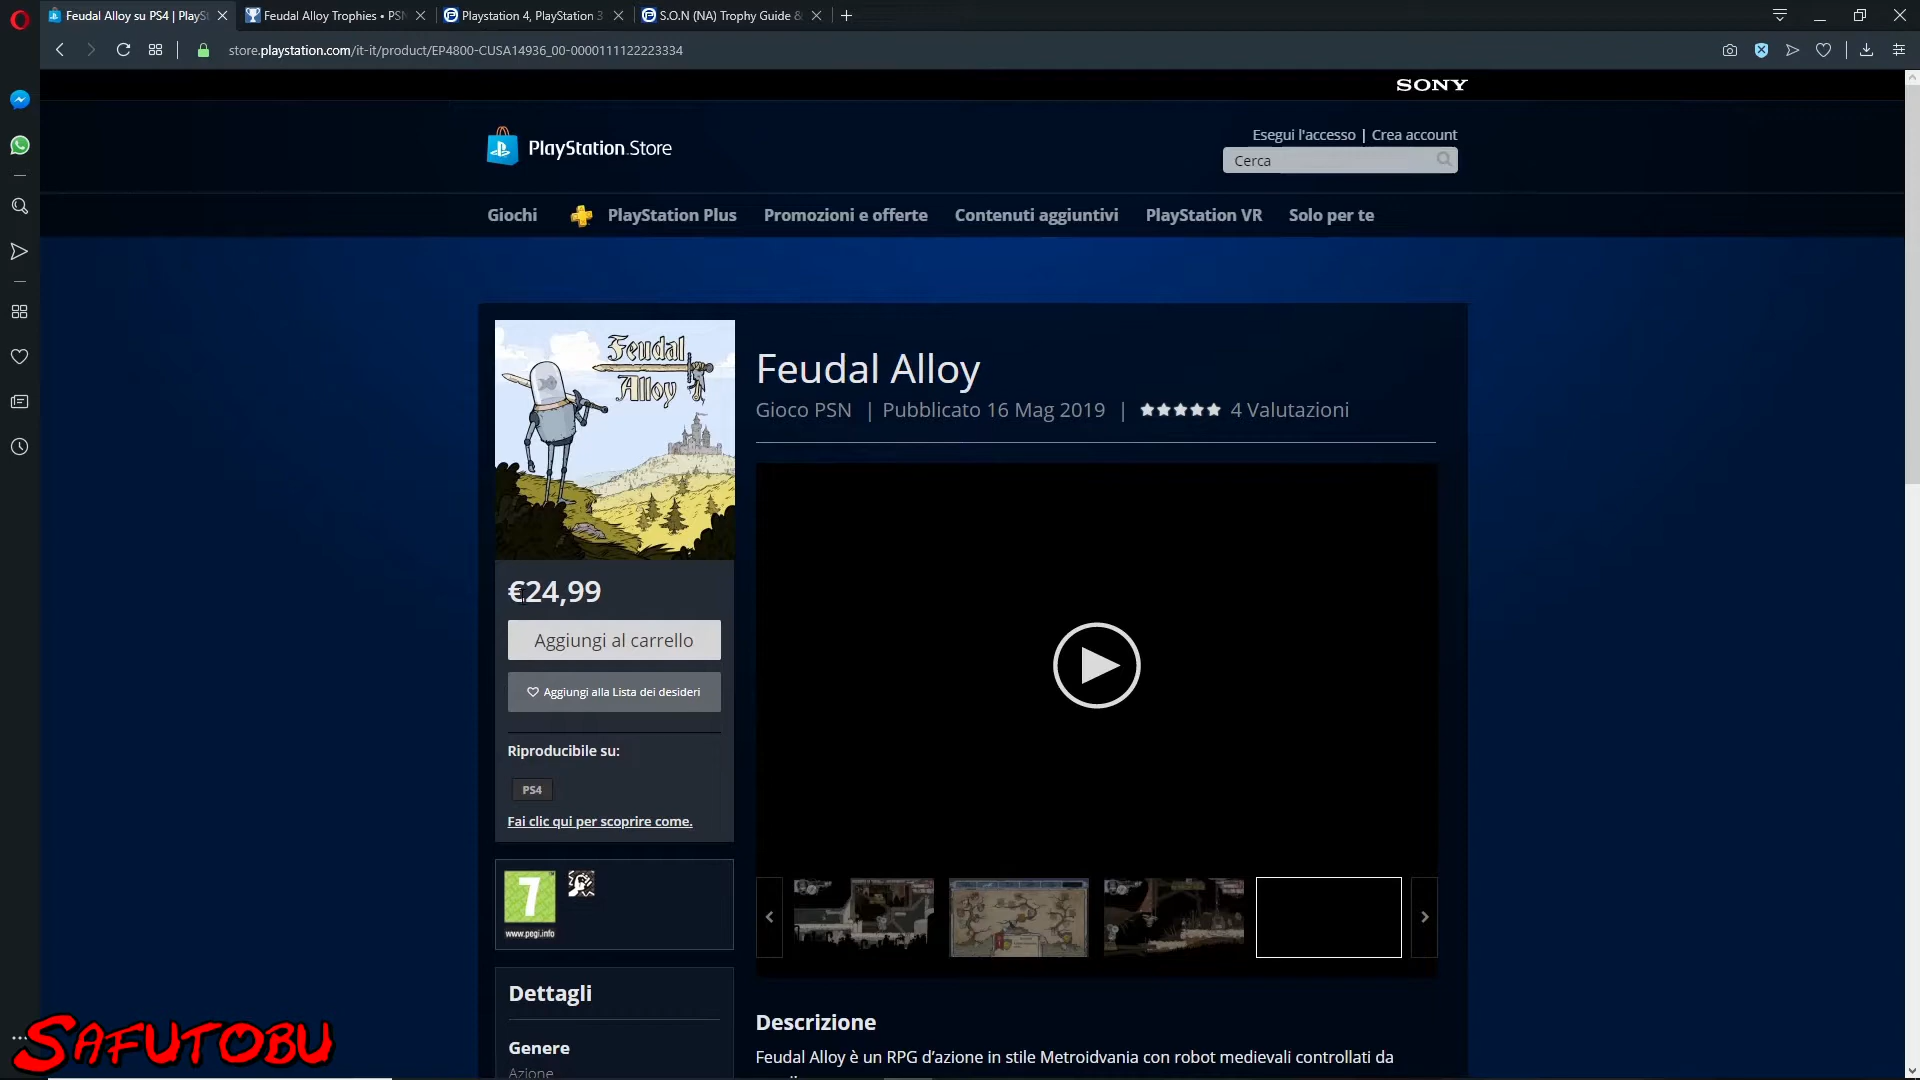 Feudal Alloy su PS4 | PlaySt
Feudal Alloy Trophies • PSN
Playstation 4, PlayStation 3
S.O.N (NA) Trophy Guide &
store.playstation.com/it-it/product/EP4800-CUSA14936_00-0000111122223334
SONY
PlayStation.Store
Esegui l'accesso | Crea account
Cerca
Giochi
PlayStation Plus
Promozioni e offerte
Contenuti aggiuntivi
PlayStation VR
Solo per te
Feudal
Alloy
Feudal Alloy
Gioco PSN | Pubblicato 16 Mag 2019 | ★★★★★ 4 Valutazioni
€24,99
Aggiungi al carrello
Aggiungi alla Lista dei desideri
Riproducibile su:
PS4
Fai clic qui per scoprire come.
7
www.pegi.info
Dettagli
Genere
Azione
Descrizione
Feudal Alloy è un RPG d'azione in stile Metroidvania con robot medievali controllati da
SAFUTOBU